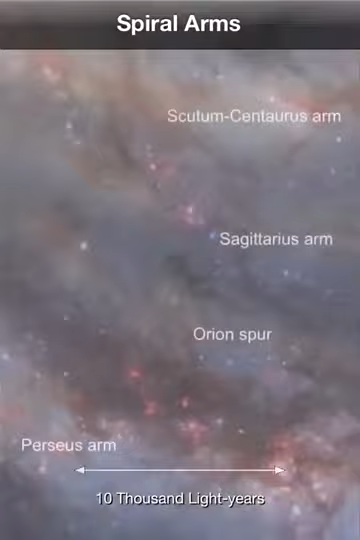 Spiral Arms
Scutum-Centaurus arm
Sagittarius arm
Orion spur
Perseus arm
10 Thousand Light-years